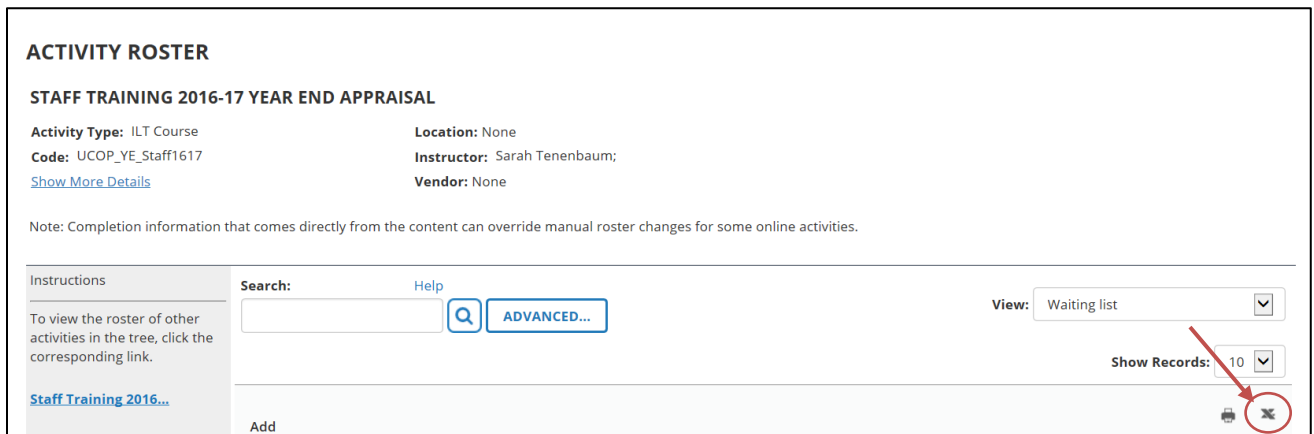 ACTIVITY ROSTER
STAFF TRAINING 2016-17 YEAR END APPRAISAL
Activity Type: ILT Course
Location: None
Code: UCOP_YE_Staff1617
Instructor: Sarah Tenenbaum;
Show More Details
Vendor: None
Note: Completion information that comes directly from the content can override manual roster changes for some online activities.
Instructions
To view the roster of other
activities in the tree, click the
corresponding link.
Staff Training 2016...
Search:
Help
ADVANCED...
View: Waiting list
Show Records: 10
Add